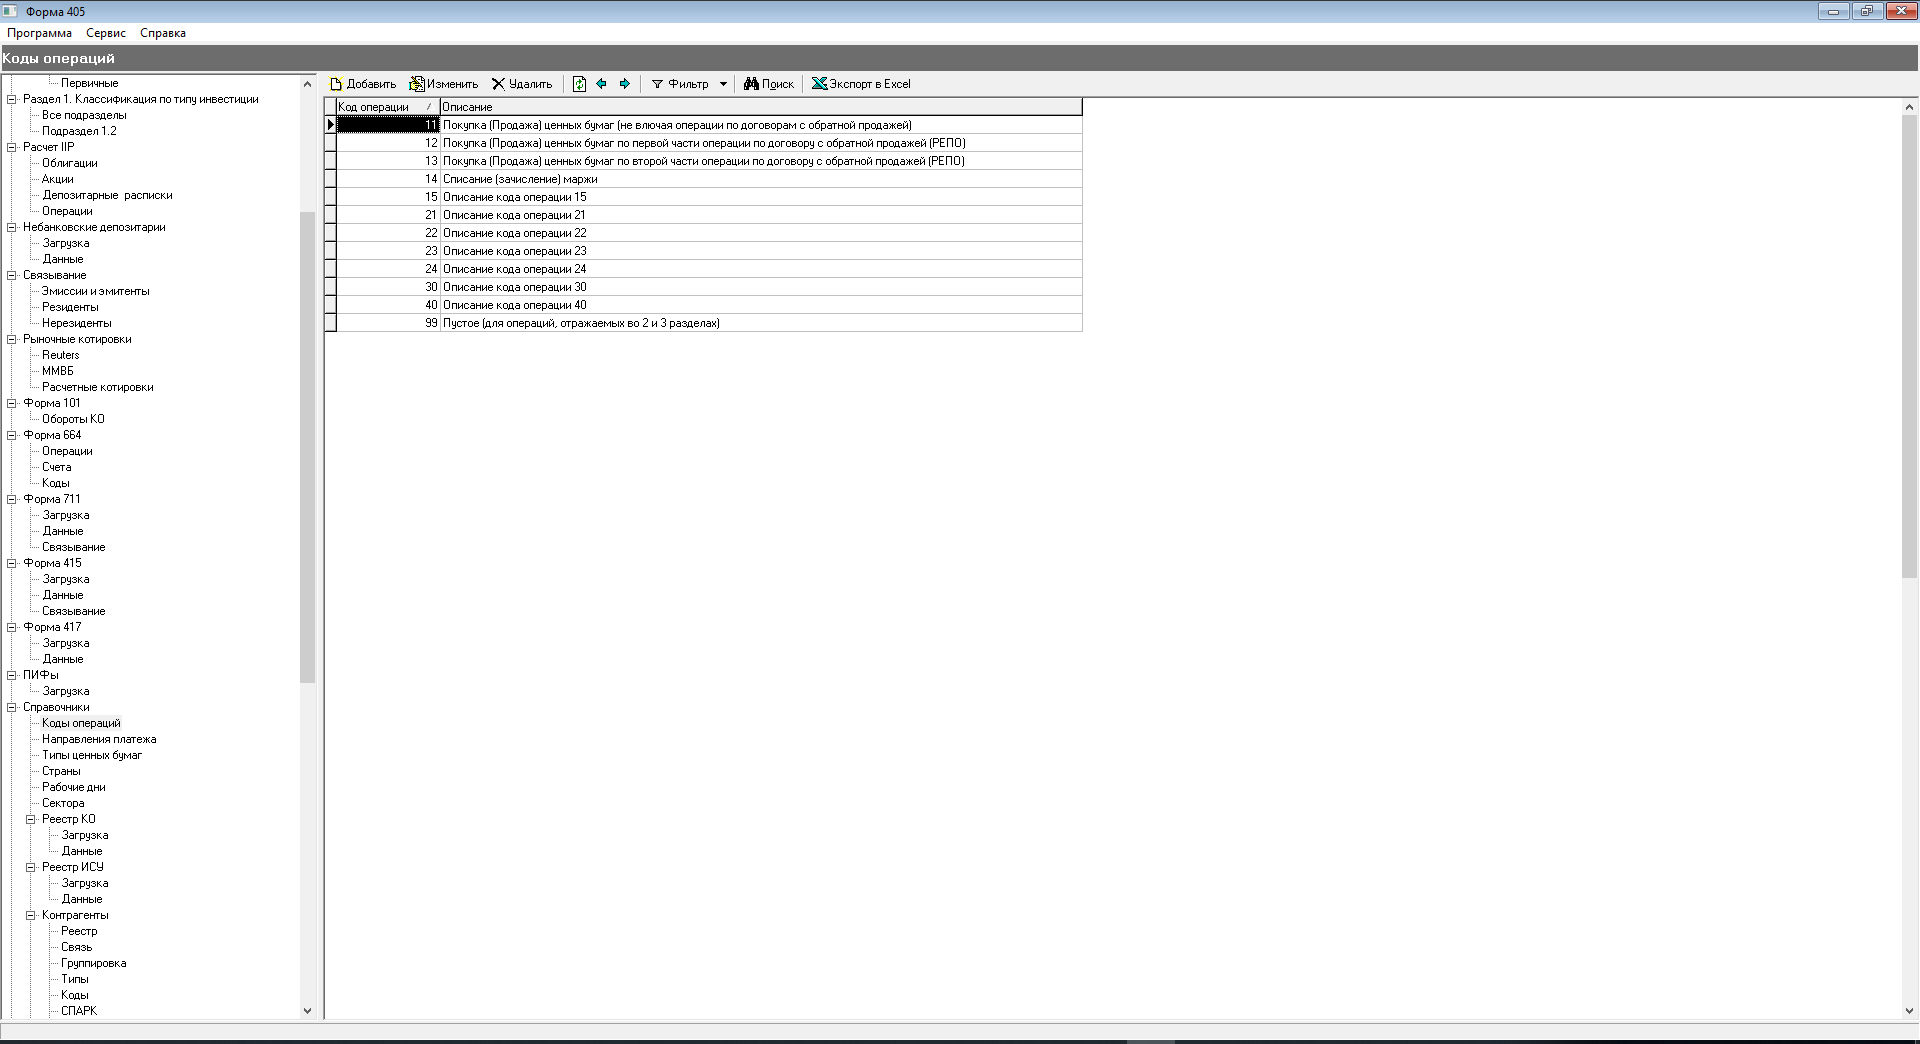 Форма 405
Программа Сервис Справка
Коды операций
Первичные
Раздел 1. Классификация по типу инвестиции
Все подразделы
Подраздел 1.2
Расчет IIP
Облигации
Акции
Депозитарные расписки
Операции
Небанковские депозитарии
Загрузка
Данные
Связывание
Эмиссии и эмитенты
Резиденты
Нерезиденты
Рыночные котировки
Reuters
ММВБ
Расчетные котировки
Форма 101
Обороты КО
Форма 664
Операции
Счета
Коды
Форма 711
Загрузка
Данные
Связывание
Форма 415
Загрузка
Данные
Связывание
Форма 417
Загрузка
Данные
ПИФы
Загрузка
Справочники
Коды операций
Направления платежа
Типы ценных бумаг
Страны
Рабочие дни
Сектора
Реестр КО
Загрузка
Данные
Реестр ИСУ
Загрузка
Данные
Контрагенты
Реестр
Связь
Группировка
Типы
Коды
СПАРК
Добавить Изменить Удалить Фильтр Поиск Экспорт в Excel
Код операции Описание
11 Покупка (Продажа) ценных бумаг (не влючая операции по договорам с обратной продажей)
12 Покупка (Продажа) ценных бумаг по первой части операции по договору с обратной продажей (РЕПО)
13 Покупка (Продажа) ценных бумаг по второй части операции по договору с обратной продажей (РЕПО)
14 Списание (зачисление) маржи
15 Описание кода операции 15
21 Описание кода операции 21
22 Описание кода операции 22
23 Описание кода операции 23
24 Описание кода операции 24
30 Описание кода операции 30
40 Описание кода операции 40
99 Пустое (для операций, отражаемых во 2 и 3 разделах)